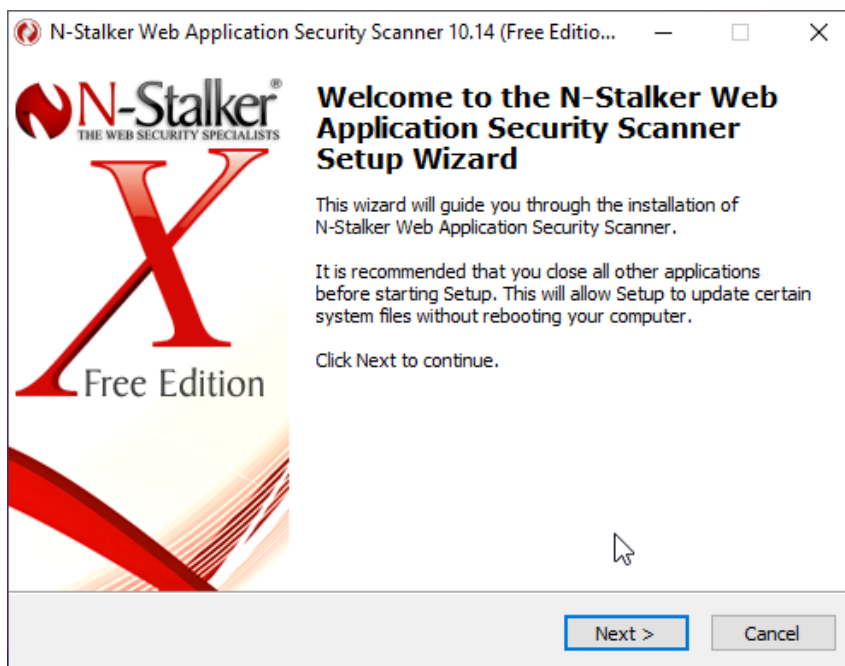 N-Stalker Web Application Security Scanner 10.14 (Free Editio...
N-Stalker®
THE WEB SECURITY SPECIALISTS
X
Free Edition
Welcome to the N-Stalker Web
Application Security Scanner
Setup Wizard
This wizard will guide you through the installation of
N-Stalker Web Application Security Scanner.
It is recommended that you close all other applications
before starting Setup. This will allow Setup to update certain
system files without rebooting your computer.
Click Next to continue.
Next >
Cancel